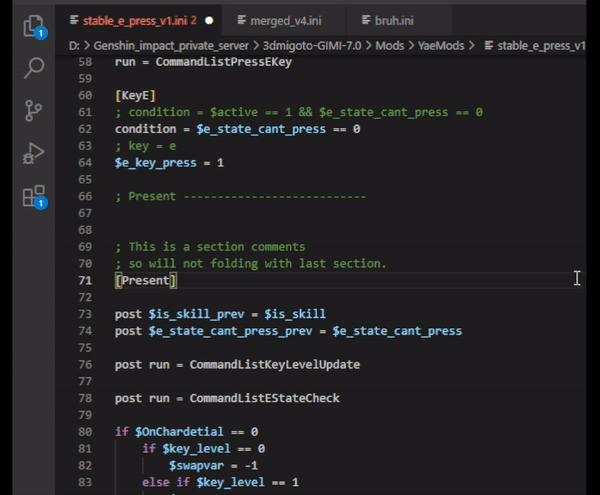 stable_e_press_v1.ini 2 ● merged_v4.ini bruh.ini
D: > Genshin_impact_private_server > 3dmigoto-GIMI-7.0 > Mods > YaeMods > stable_e_press_v1
58 run = CommandListPressEKey
59
60 [KeyE]
61 ; condition = $active == 1 && $e_state_cant_press == 0
62 condition = $e_state_cant_press == 0
63 ; key = e
64 $e_key_press = 1
65
66 ; Present ---------------------------
67
68
69 ; This is a section comments
70 ; so will not folding with last section.
71 [Present]
72
73 post $is_skill_prev = $is_skill
74 post $e_state_cant_press_prev = $e_state_cant_press
75
76 post run = CommandListKeyLevelUpdate
77
78 post run = CommandListEStateCheck
79
80 if $OnChardetial == 0
81 if $key_level == 0
82 $swapvar = -1
83 else if $key_level == 1
1
1